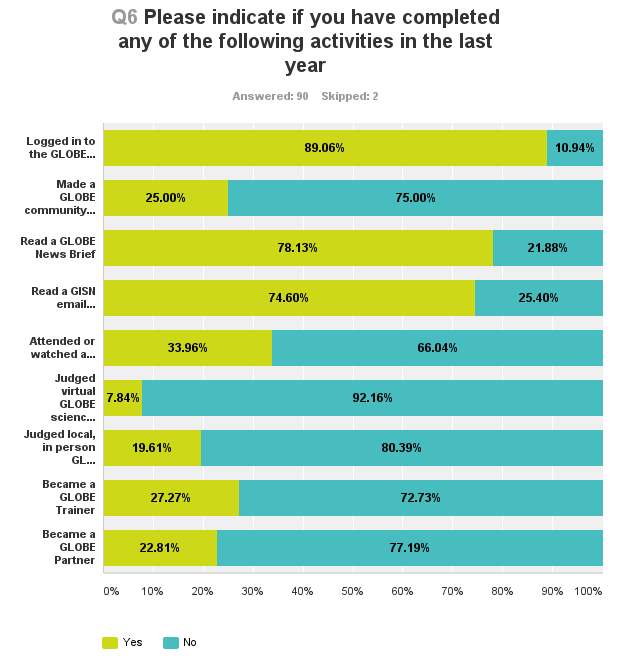 Q6 Please indicate if you have completed
any of the following activities in the last
year
Answered: 90 Skipped: 2
Logged in to
the GLOBE...
89.06%
10.94%
Made a
GLOBE
community...
25.00%
75.00%
Read a GLOBE
News Brief
78.13%
21.88%
Read a GISN
email...
74.60%
25.40%
Attended or
watched a...
33.96%
66.04%
Judged
virtual
GLOBE
scienc...
7.84%
92.16%
Judged local,
in person
GL...
19.61%
80.39%
Became a
GLOBE
Trainer
27.27%
72.73%
Became a
GLOBE
Partner
22.81%
77.19%
0% 10% 20% 30% 40% 50% 60% 70% 80% 90% 100%
Yes No